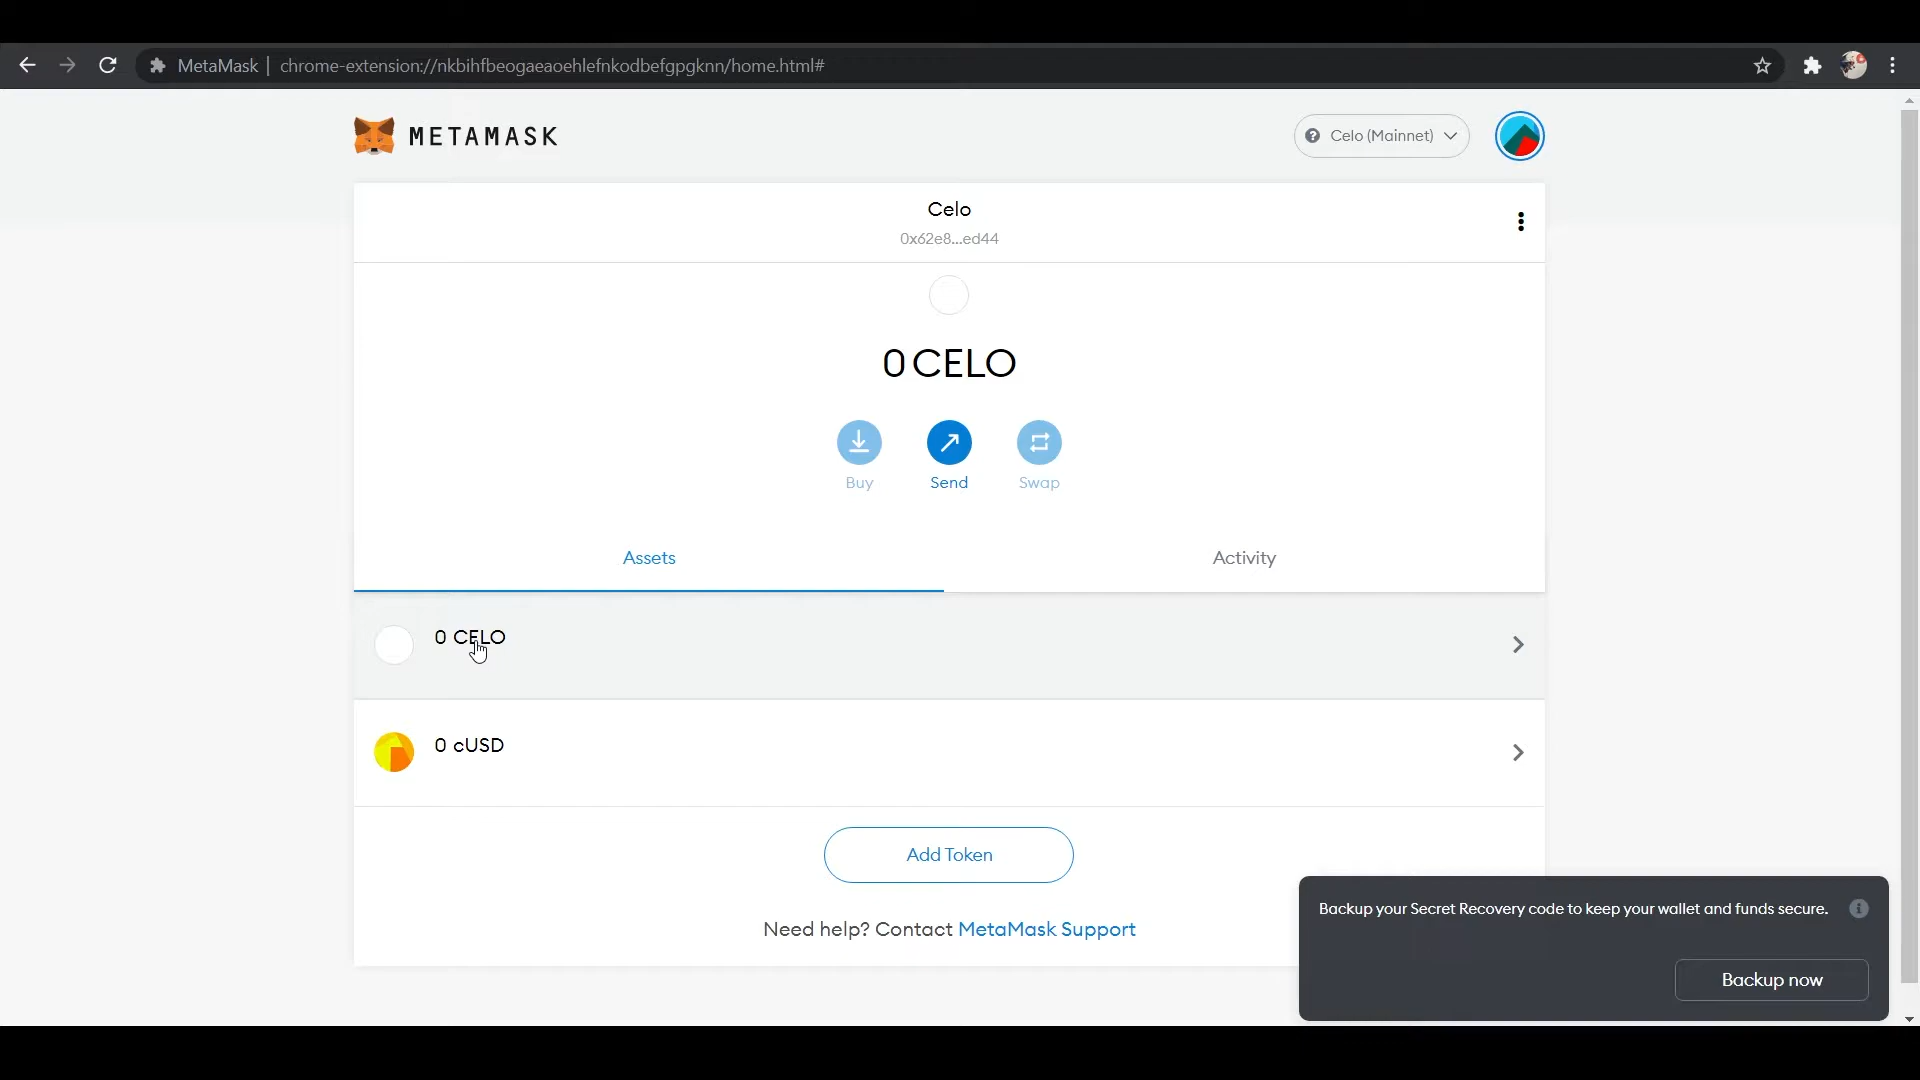 MetaMask | chrome-extension://nkbihfbeogaeaoehlefnkodbefgpgknn/home.html#
METAMASK
Celo (Mainnet)
Celo
0x62e8...ed44
0 CELO
Buy
Send
Swap
Assets
Activity
0 CELO
0 cUSD
Add Token
Need help? Contact MetaMask Support
Backup your Secret Recovery code to keep your wallet and funds secure.
Backup now